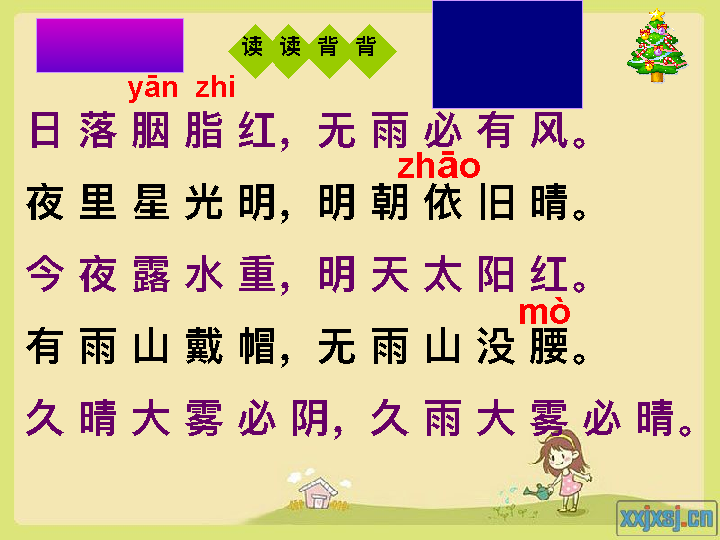 读读背背
yān zhi
日落胭脂红，无雨必有风。
zhāo
夜里星光明，明朝依旧晴。
今夜露水重，明天太阳红。
mò
有雨山戴帽，无雨山没腰。
久晴大雾必阴，久雨大雾必晴。
xxjxsj.cn